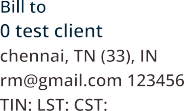 Bill to
0 test client
chennai, TN (33), IN
rm@gmail.com 123456
TIN: LST: CST: